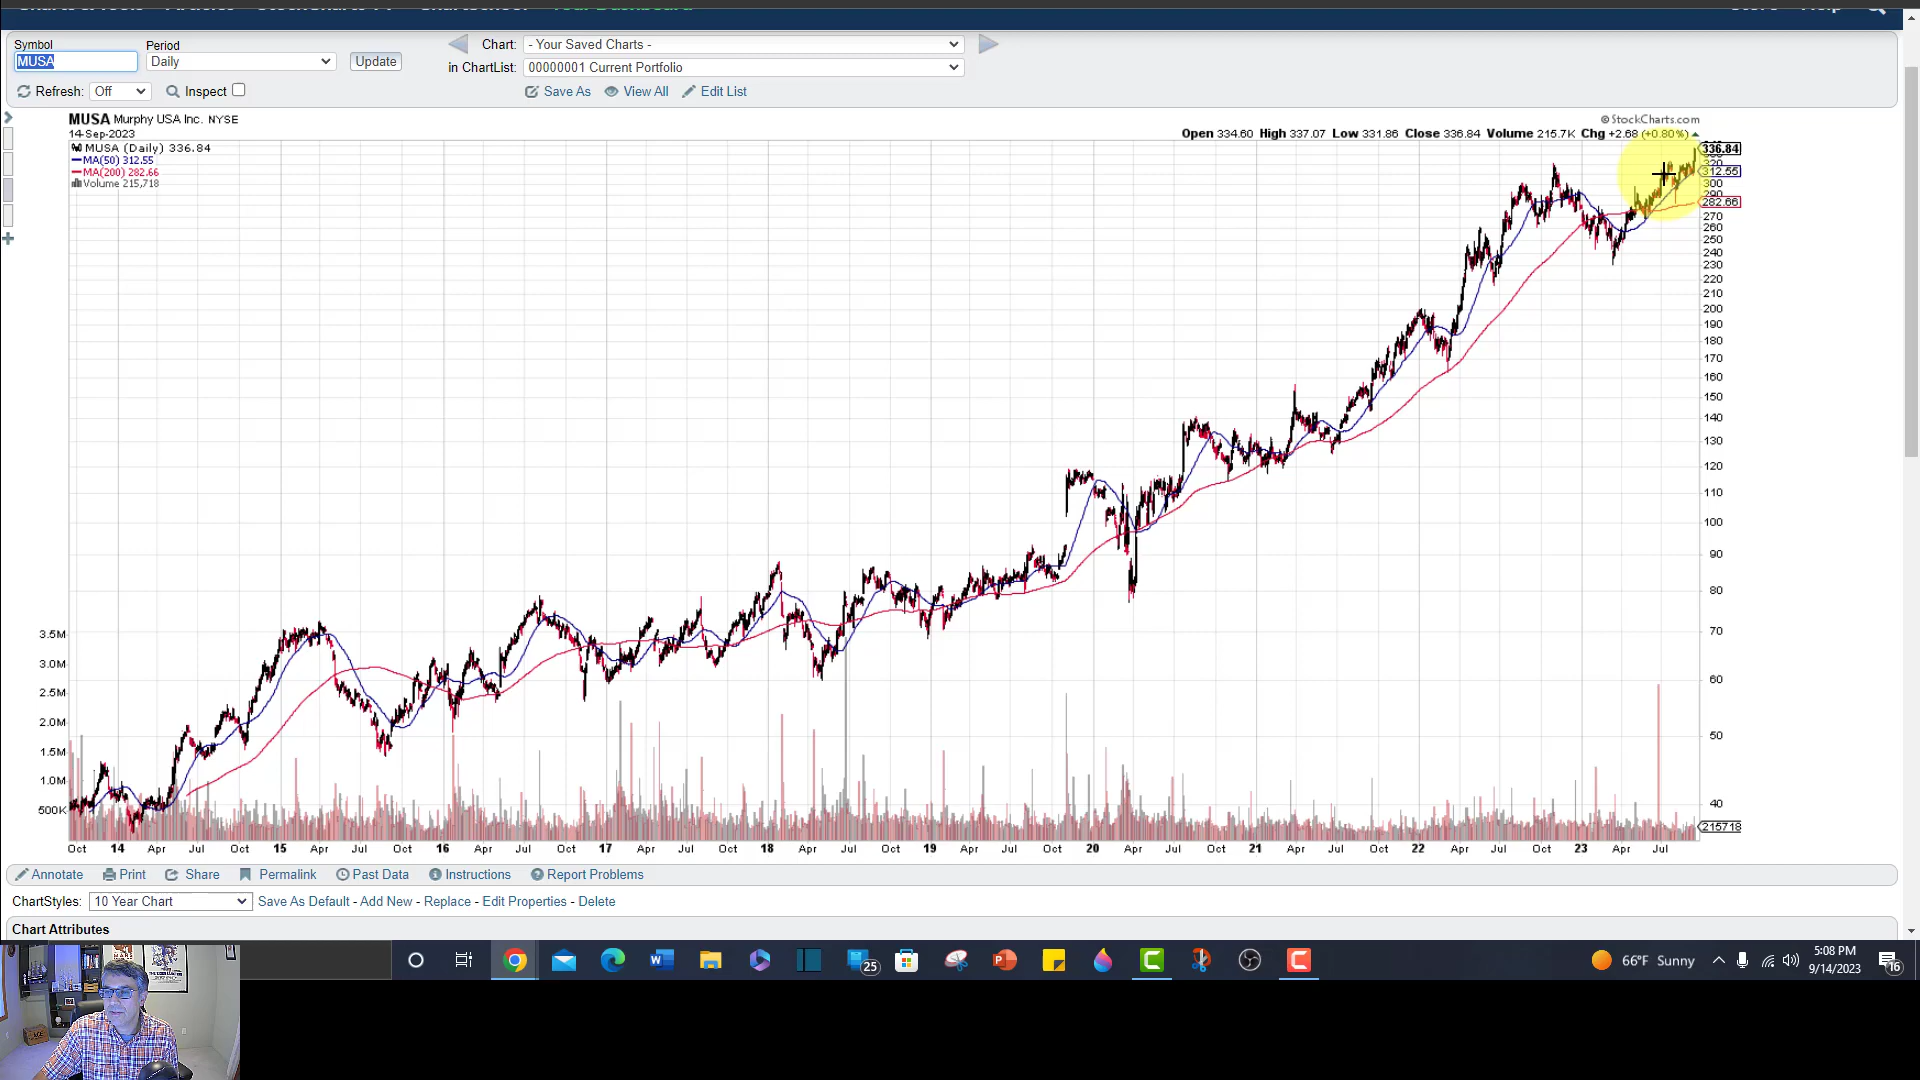 Symbol
Period
MUSA
Daily
Update
Chart:
- Your Saved Charts -
in ChartList:
00000001 Current Portfolio
Refresh:
Off
Inspect
Save As
View All
Edit List
MUSA Murphy USA Inc. NYSE
© StockCharts.com
14-Sep-2023
Open 334.60 High 337.07 Low 331.86 Close 336.84 Volume 215.7K Chg +2.68 (+0.80%)
MUSA (Daily) 336.84
MA(50) 312.55
MA(200) 282.66
Volume 215,718
336.84
320
312.55
300
290
282.66
270
260
250
240
230
220
210
200
190
180
170
160
150
140
130
120
110
100
90
80
70
60
50
40
3.5M
3.0M
2.5M
2.0M
1.5M
1.0M
500K
215718
Oct 14 Apr Jul Oct 15 Apr Jul Oct 16 Apr Jul Oct 17 Apr Jul Oct 18 Apr Jul Oct 19 Apr Jul Oct 20 Apr Jul Oct 21 Apr Jul Oct 22 Apr Jul Oct 23 Apr Jul
Annotate
Print
Share
Permalink
Past Data
Instructions
Report Problems
ChartStyles:
10 Year Chart
Save As Default - Add New - Replace - Edit Properties - Delete
Chart Attributes
25
66°F Sunny
5:08 PM
9/14/2023
16